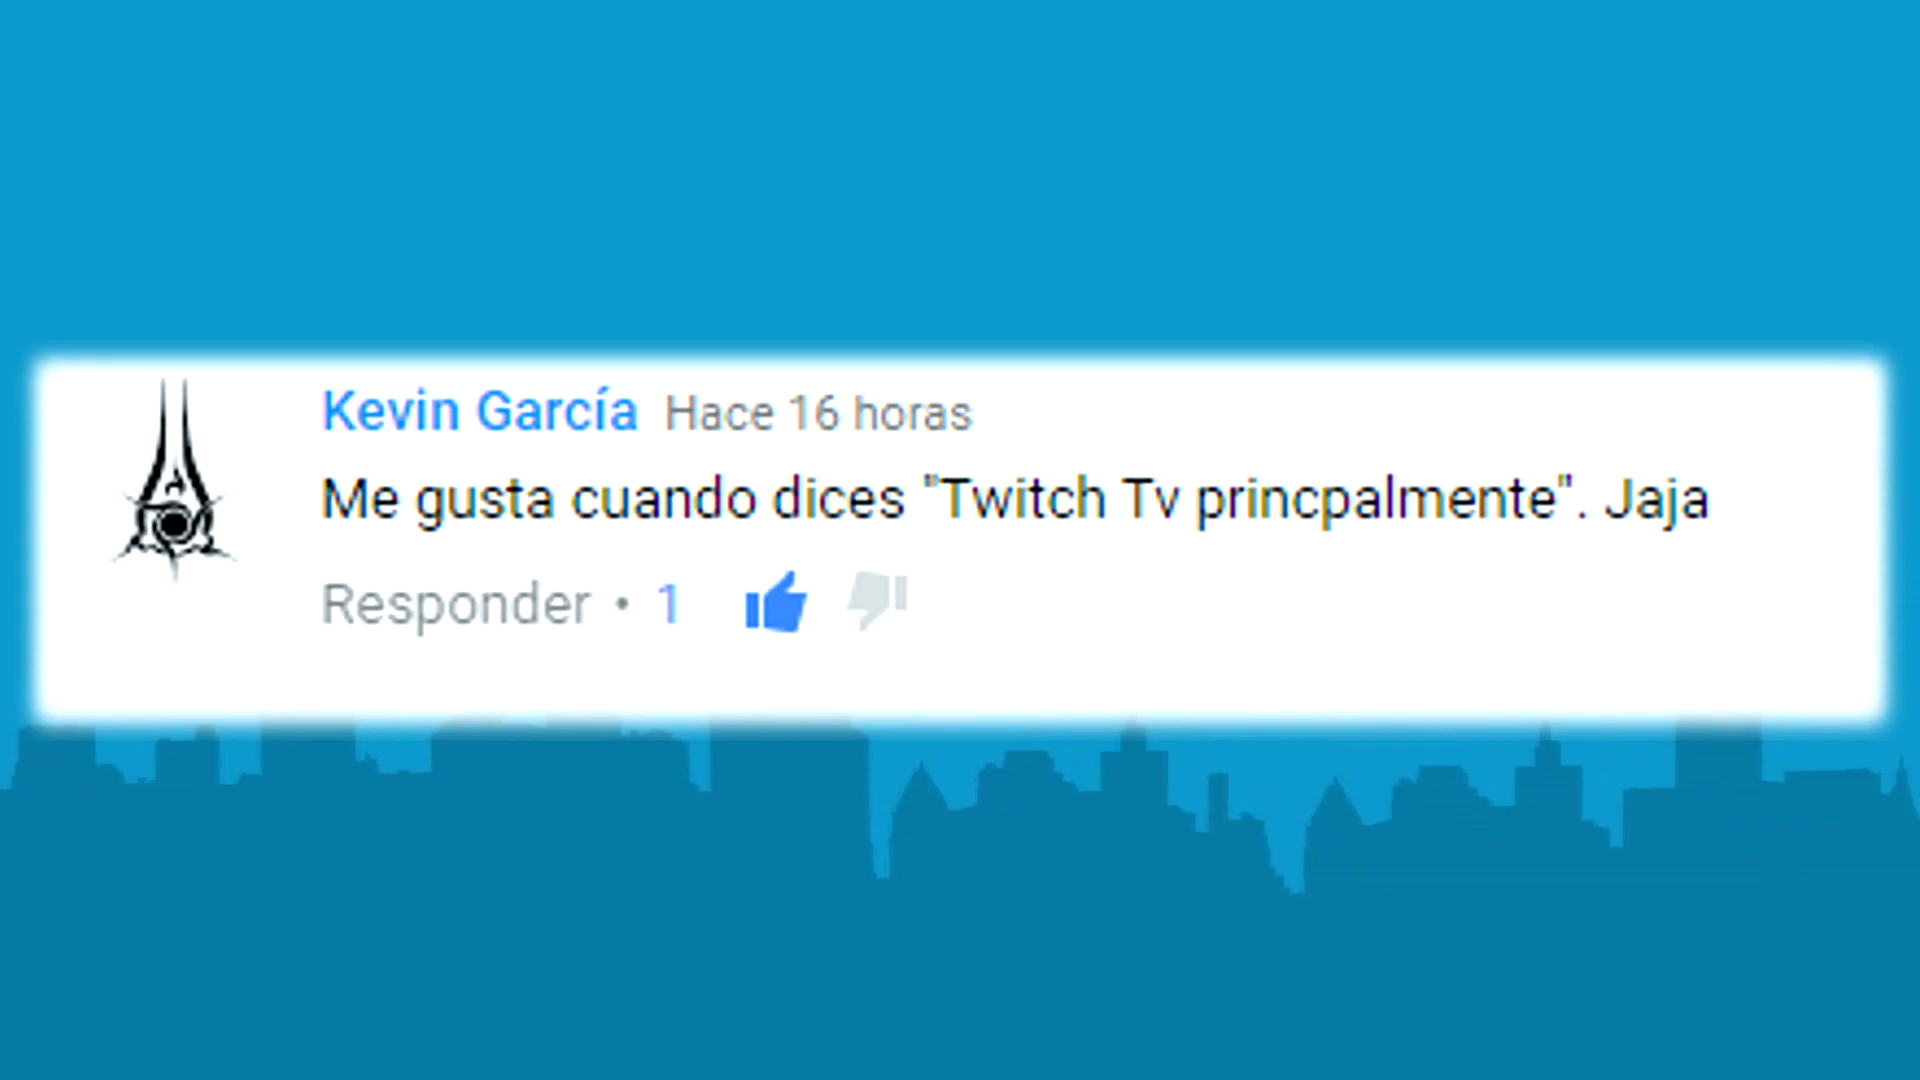 Kevin García Hace 16 horas
Me gusta cuando dices "Twitch Tv princpalmente". Jaja
Responder • 1